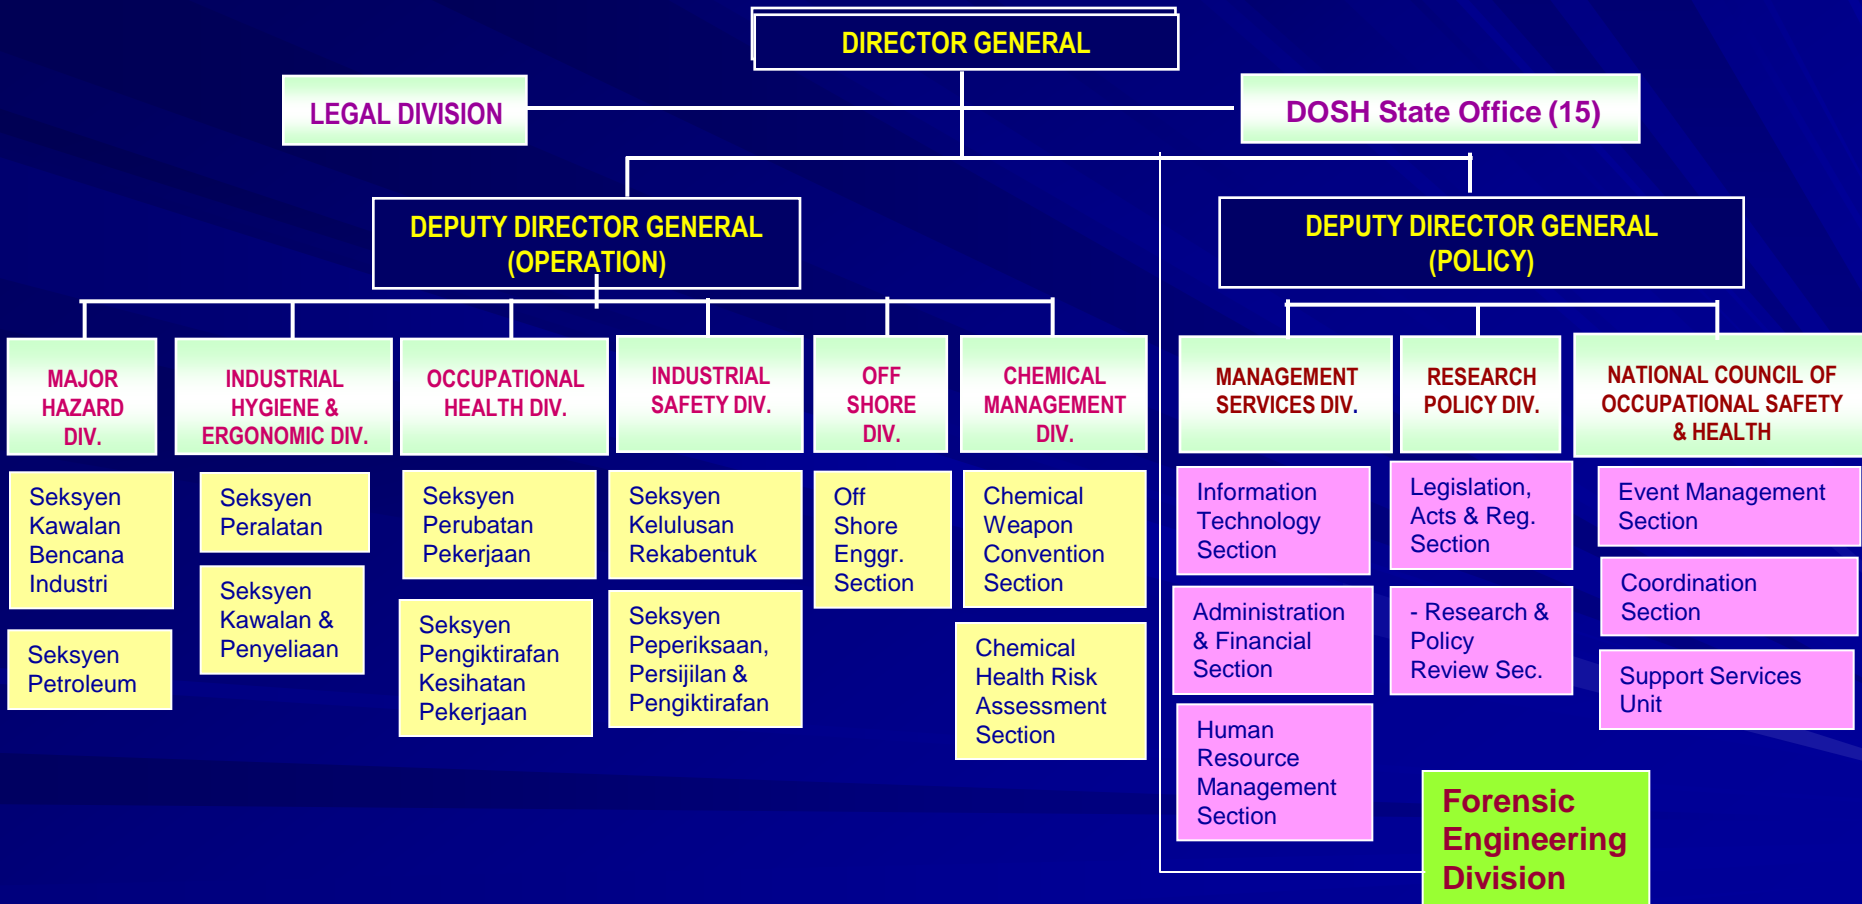 DIRECTOR GENERAL
LEGAL DIVISION
DOSH State Office (15)
DEPUTY DIRECTOR GENERAL
(OPERATION)
DEPUTY DIRECTOR GENERAL
(POLICY)
MAJOR
HAZARD
DIV.
INDUSTRIAL
HYGIENE &
ERGONOMIC DIV.
OCCUPATIONAL
HEALTH DIV.
INDUSTRIAL
SAFETY DIV.
OFF
SHORE
DIV.
CHEMICAL
MANAGEMENT
DIV.
MANAGEMENT
SERVICES DIV.
RESEARCH
POLICY DIV.
NATIONAL COUNCIL OF
OCCUPATIONAL SAFETY
& HEALTH
Seksyen
Kawalan
Bencana
Industri
Seksyen
Petroleum
Seksyen
Peralatan
Seksyen
Kawalan &
Penyeliaan
Seksyen
Perubatan
Pekerjaan
Seksyen
Pengiktirafan
Kesihatan
Pekerjaan
Seksyen
Kelulusan
Rekabentuk
Seksyen
Peperiksaan,
Persijilan &
Pengiktirafan
Off
Shore
Enggr.
Section
Chemical
Weapon
Convention
Section
Chemical
Health Risk
Assessment
Section
Information
Technology
Section
Administration
& Financial
Section
Human
Resource
Management
Section
Legislation,
Acts & Reg.
Section
- Research &
Policy
Review Sec.
Event Management
Section
Coordination
Section
Support Services
Unit
Forensic
Engineering
Division